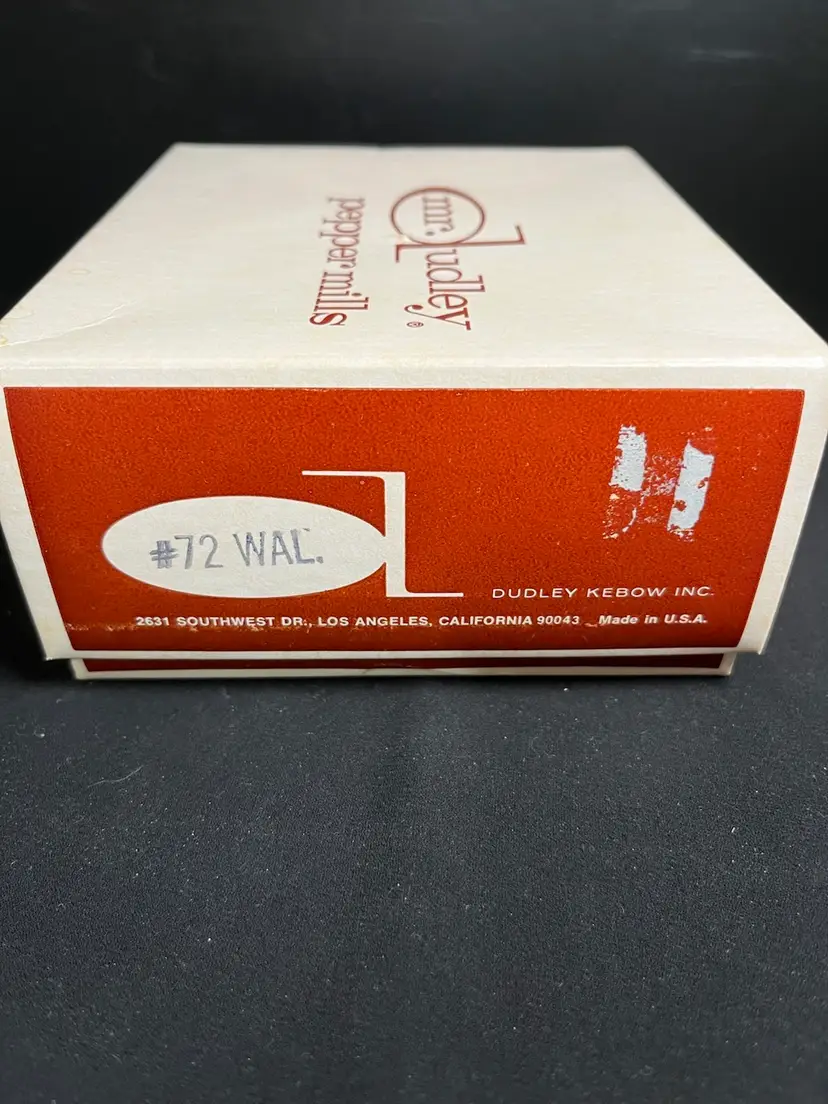 mr. Dudley®
pepper mills
#72 WAL.
DUDLEY KEBOW INC.
2631 SOUTHWEST DR., LOS ANGELES, CALIFORNIA 90043 Made in U.S.A.